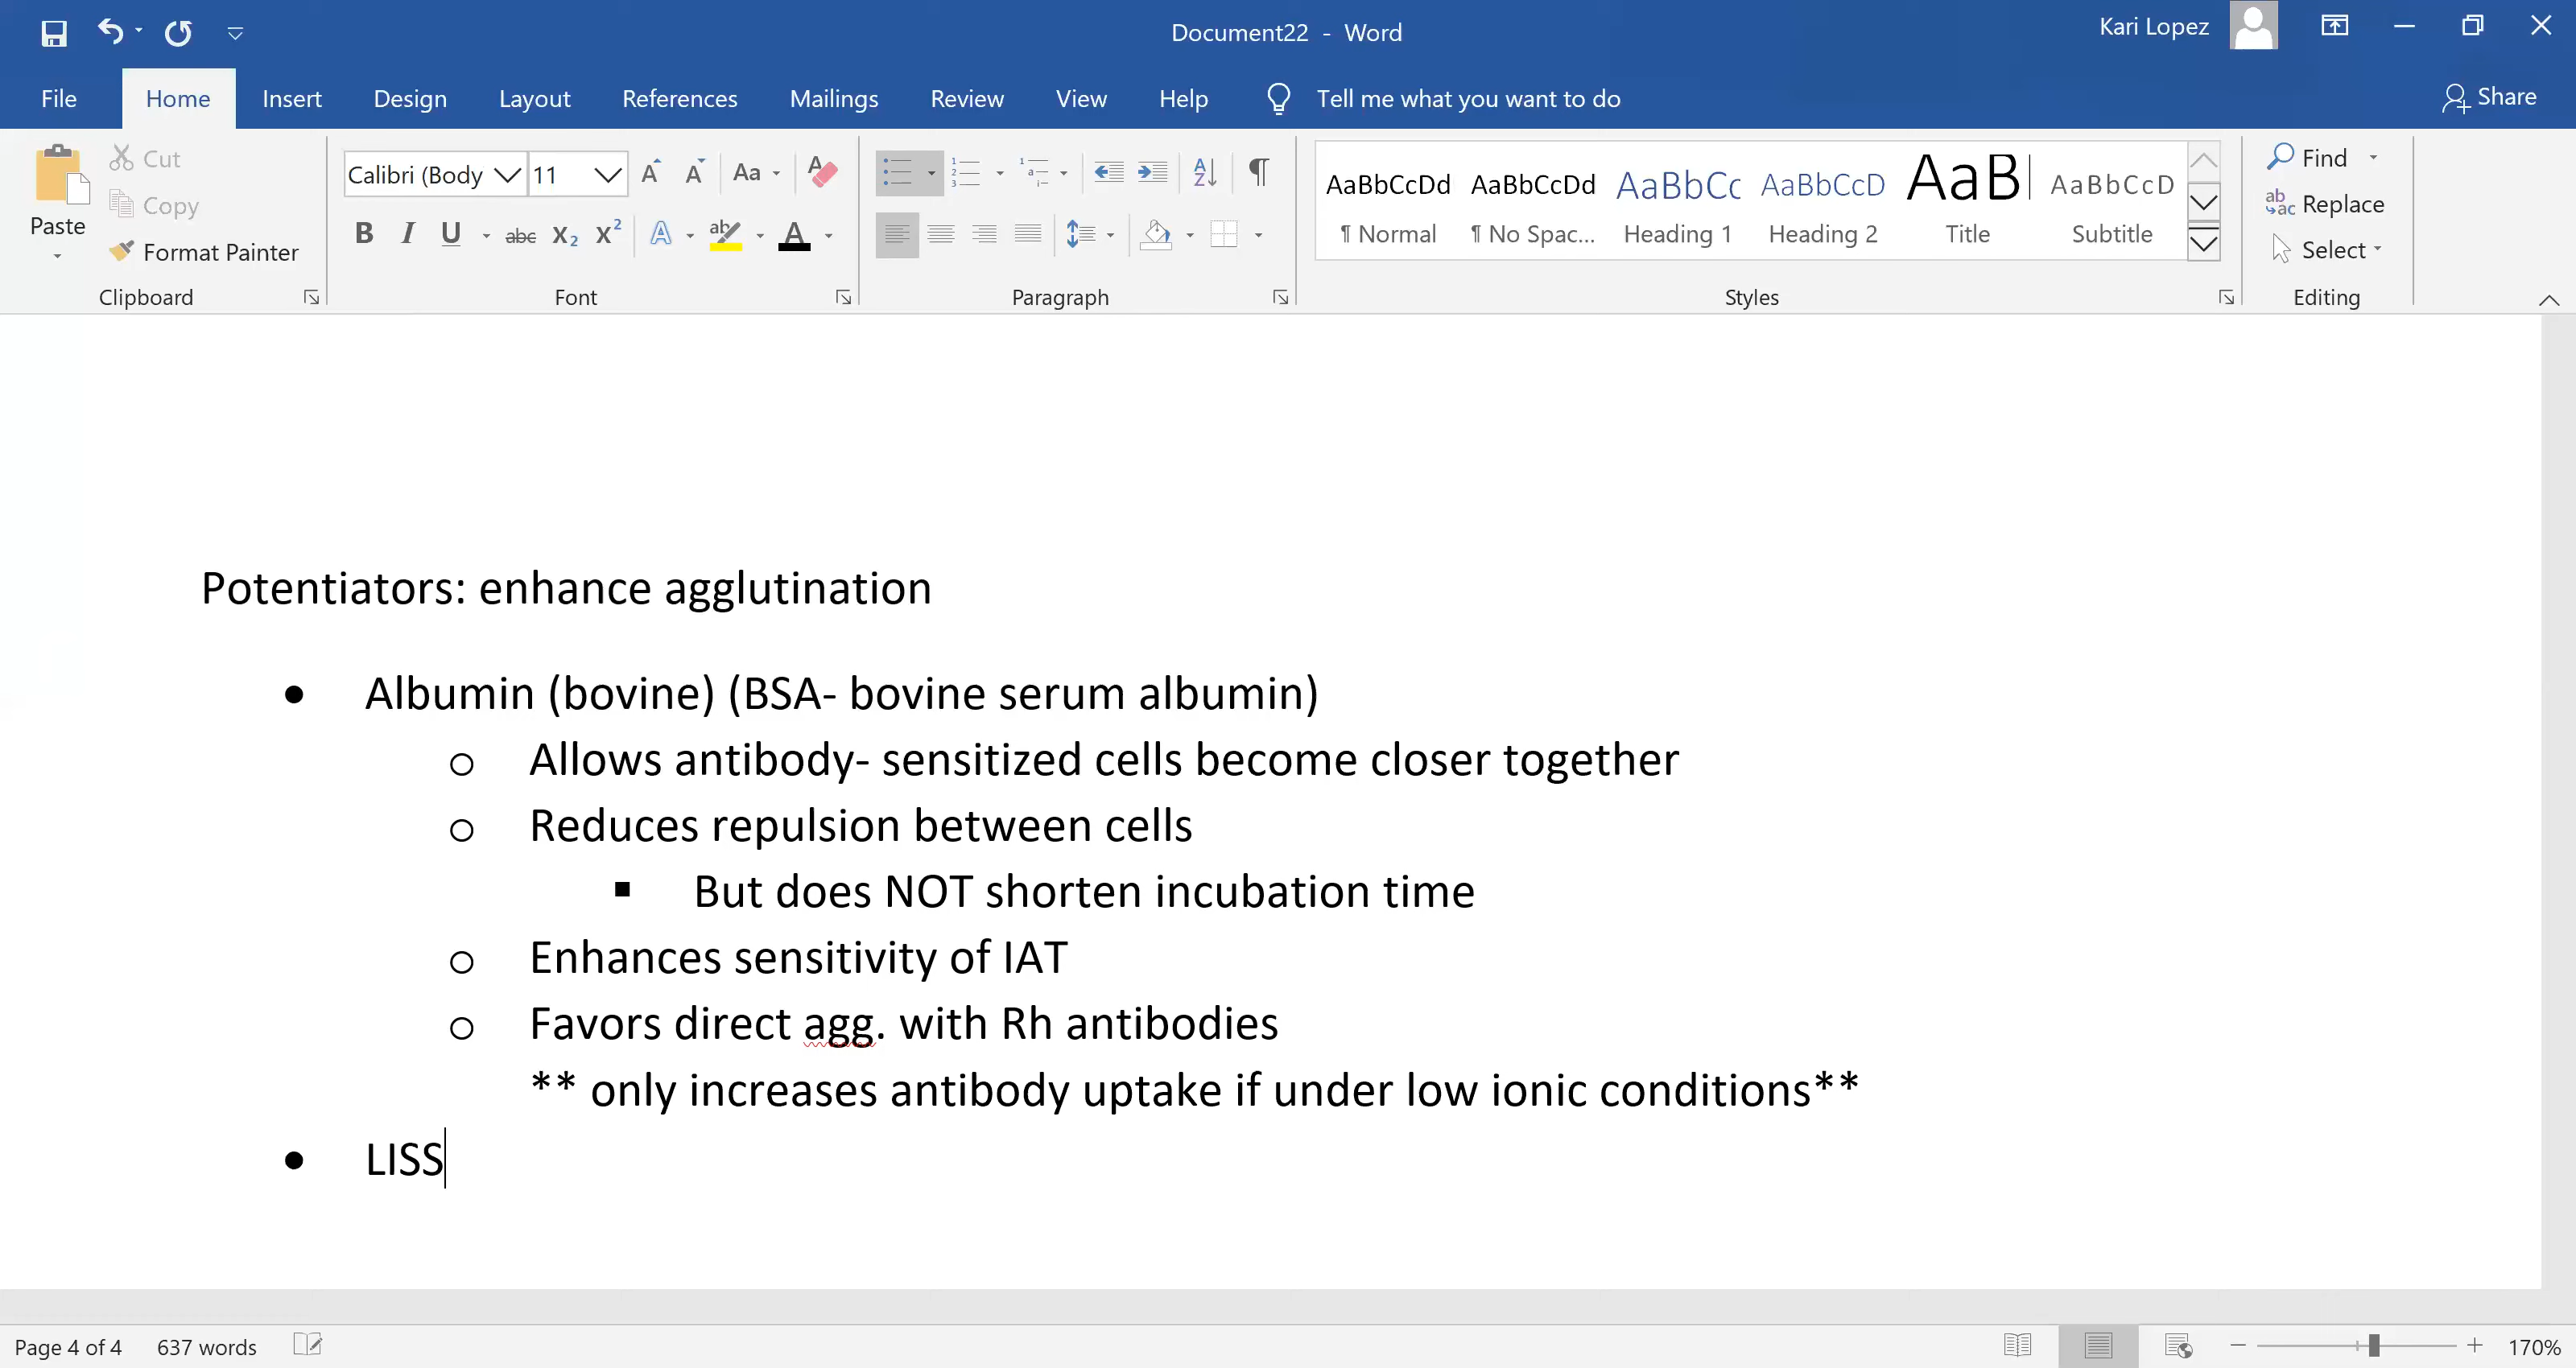 Document22 - Word
Kari Lopez
File Home Insert Design Layout References Mailings Review View Help Tell me what you want to do Share
Paste
Cut
Copy
Format Painter
Clipboard
Calibri (Body 11
Font
Paragraph
AaBbCcDd AaBbCcDd AaBbCc AaBbCcD AaB AaBbCcD
¶ Normal ¶ No Spac... Heading 1 Heading 2 Title Subtitle
Styles
Find
Replace
Select
Editing
Potentiators: enhance agglutination
• Albumin (bovine) (BSA- bovine serum albumin)
o Allows antibody- sensitized cells become closer together
o Reduces repulsion between cells
▪ But does NOT shorten incubation time
o Enhances sensitivity of IAT
o Favors direct agg. with Rh antibodies
** only increases antibody uptake if under low ionic conditions**
• LISS
Page 4 of 4 637 words 170%